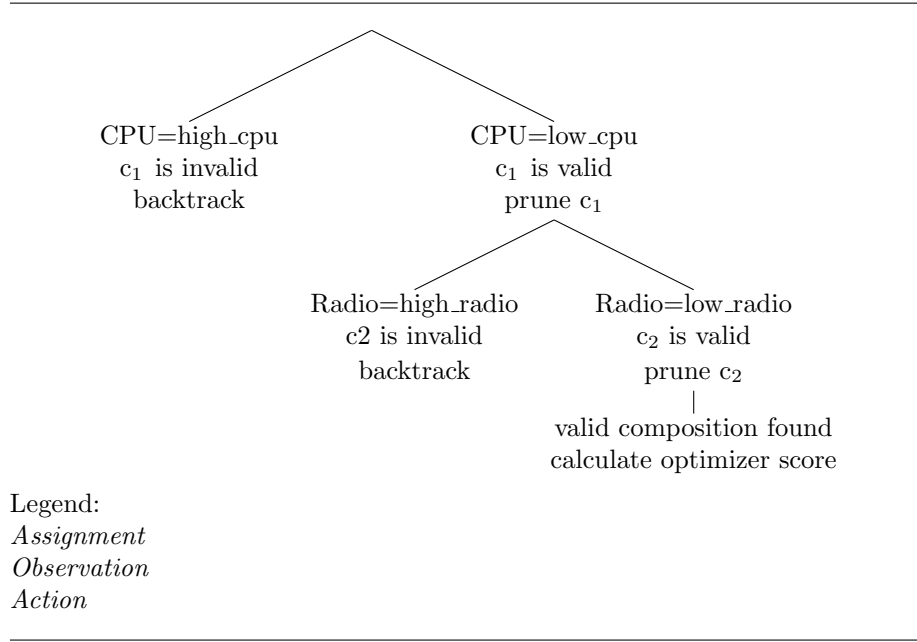 CPU=high_cpu
c₁ is invalid
backtrack
CPU=low_cpu
c₁ is valid
prune c₁
Radio=high_radio
c2 is invalid
backtrack
Radio=low_radio
c₂ is valid
prune c₂
valid composition found
calculate optimizer score
Legend:
Assignment
Observation
Action